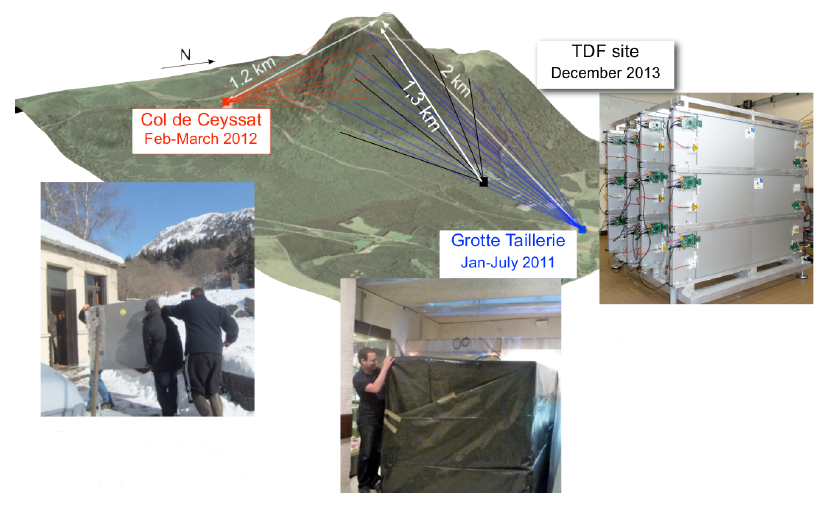 N
1,2 km
2 km
1,3 km
TDF site
December 2013
Col de Ceyssat
Feb-March 2012
Grotte Taillerie
Jan-July 2011